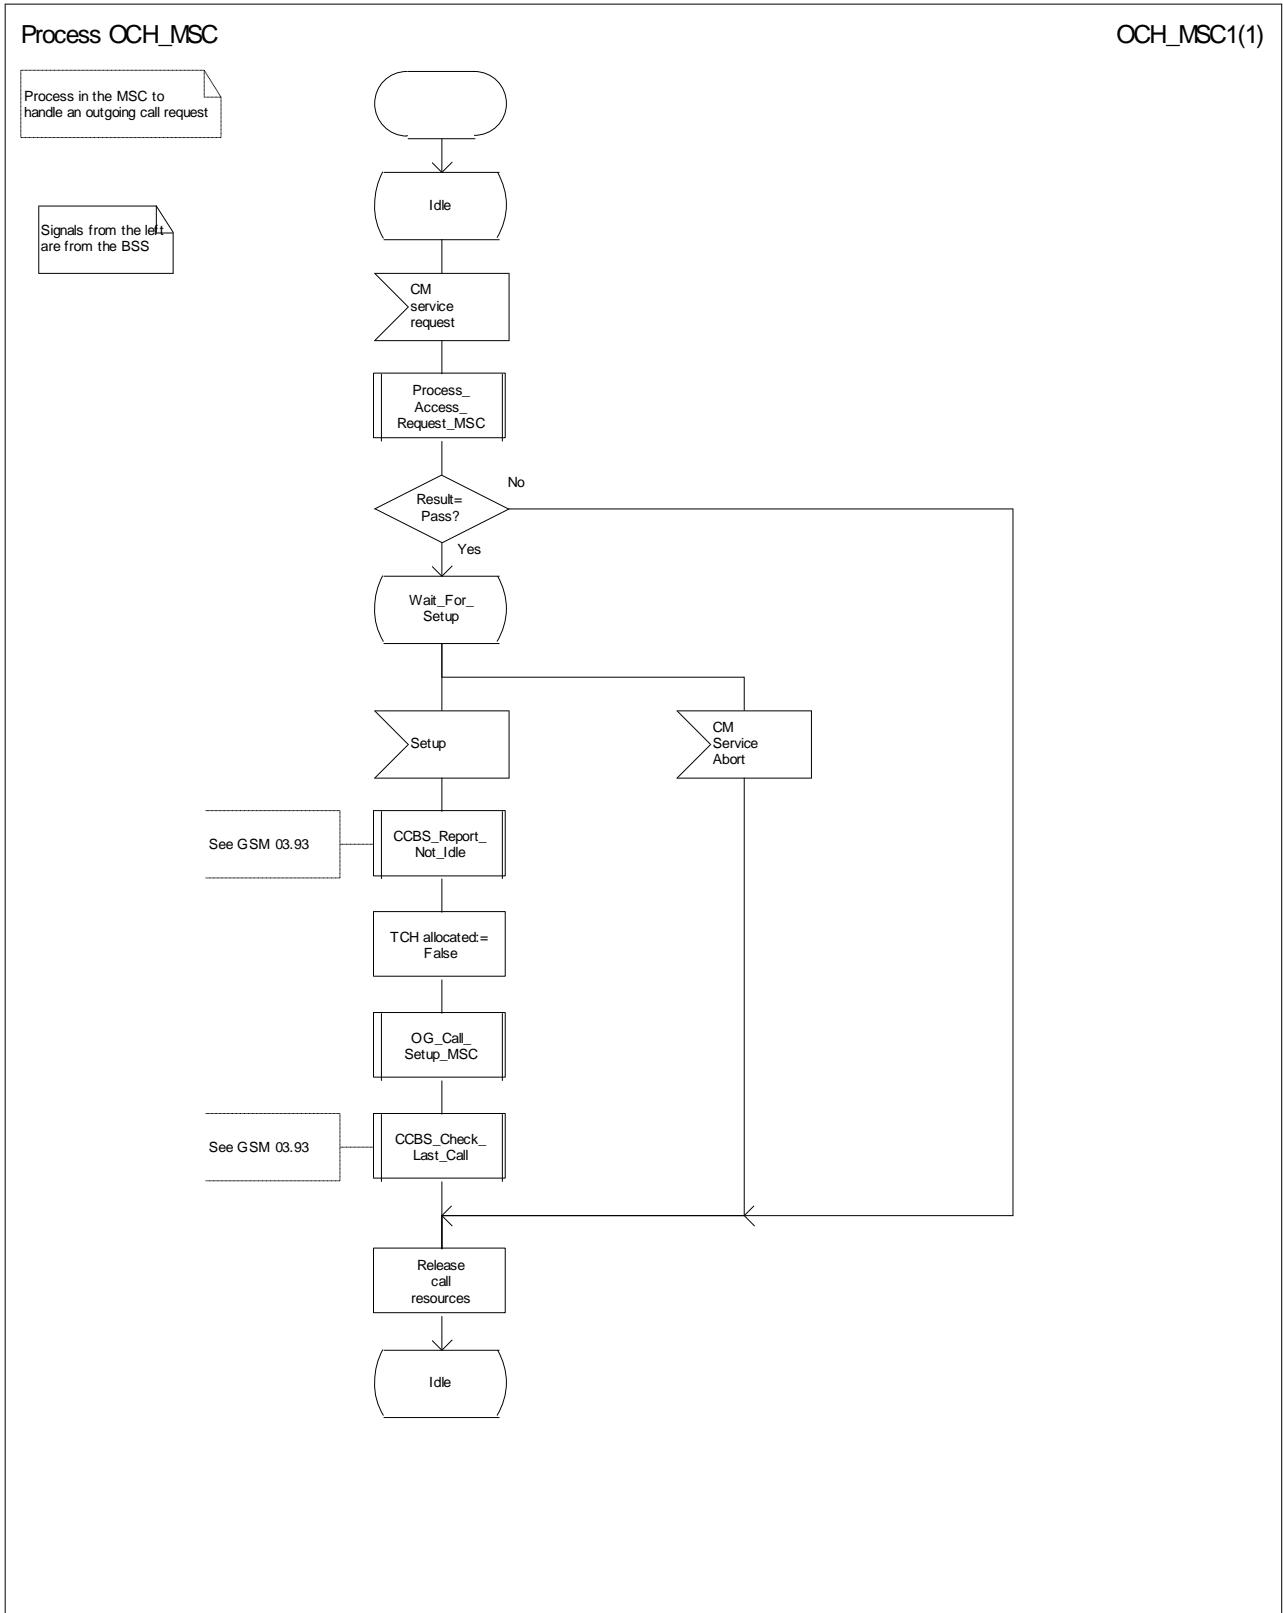 Process OCH_MSC
OCH_MSC1(1)
Process in the MSC to
handle an outgoing call request
Signals from the left
are from the BSS
Idle
CM
service
request
Process_
Access_
Request_MSC
Result=
Pass?
No
Yes
Wait_For_
Setup
Setup
CM
Service
Abort
See GSM 03.93
CCBS_Report_
Not_Idle
TCH allocated:=
False
OG_Call_
Setup_MSC
See GSM 03.93
CCBS_Check_
Last_Call
Release
call
resources
Idle